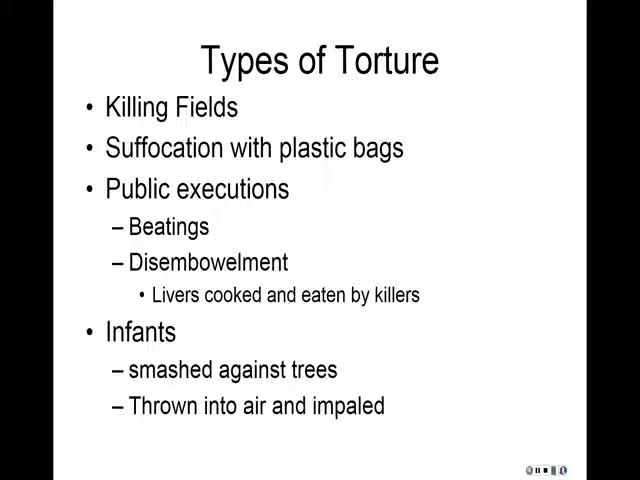 Types of Torture
• Killing Fields
• Suffocation with plastic bags
• Public executions
– Beatings
– Disembowelment
• Livers cooked and eaten by killers
• Infants
– smashed against trees
– Thrown into air and impaled